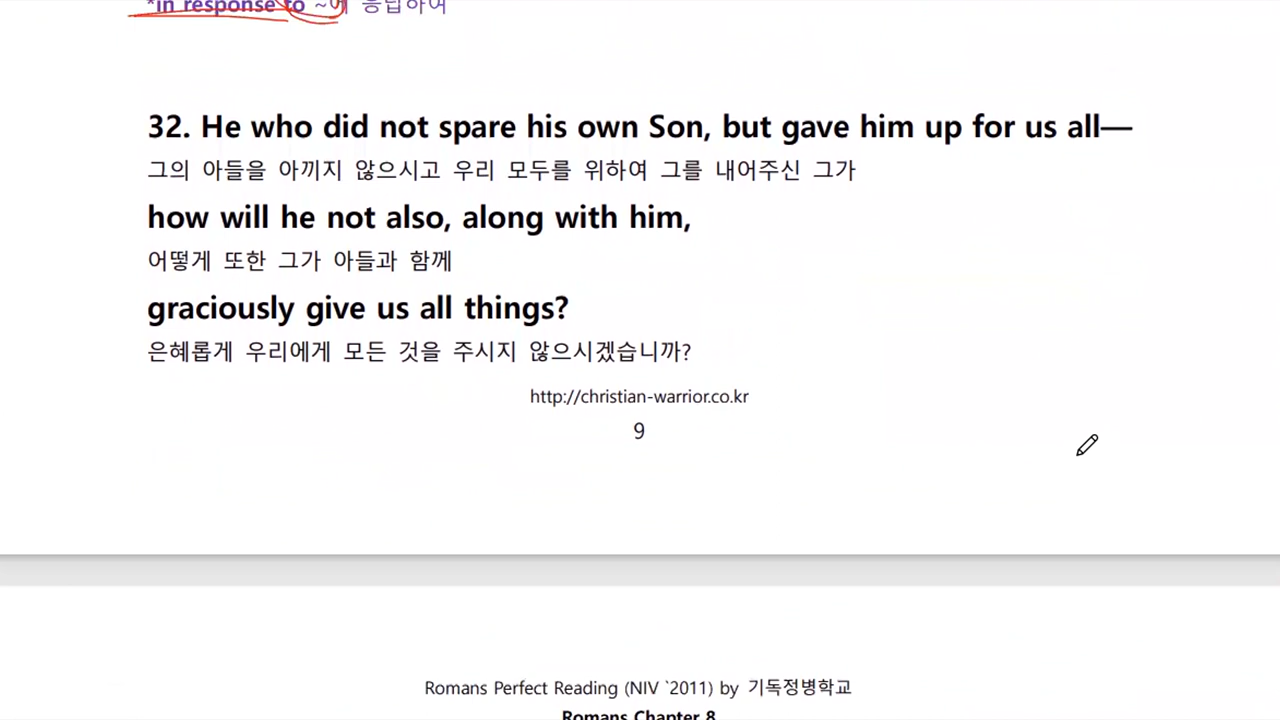 *in response to ~에 응답하여
32. He who did not spare his own Son, but gave him up for us all—
그의 아들을 아끼지 않으시고 우리 모두를 위하여 그를 내어주신 그가
how will he not also, along with him,
어떻게 또한 그가 아들과 함께
graciously give us all things?
은혜롭게 우리에게 모든 것을 주시지 않으시겠습니까?
http://christian-warrior.co.kr
9
Romans Perfect Reading (NIV `2011) by 기독정병학교
Romans Chapter 8